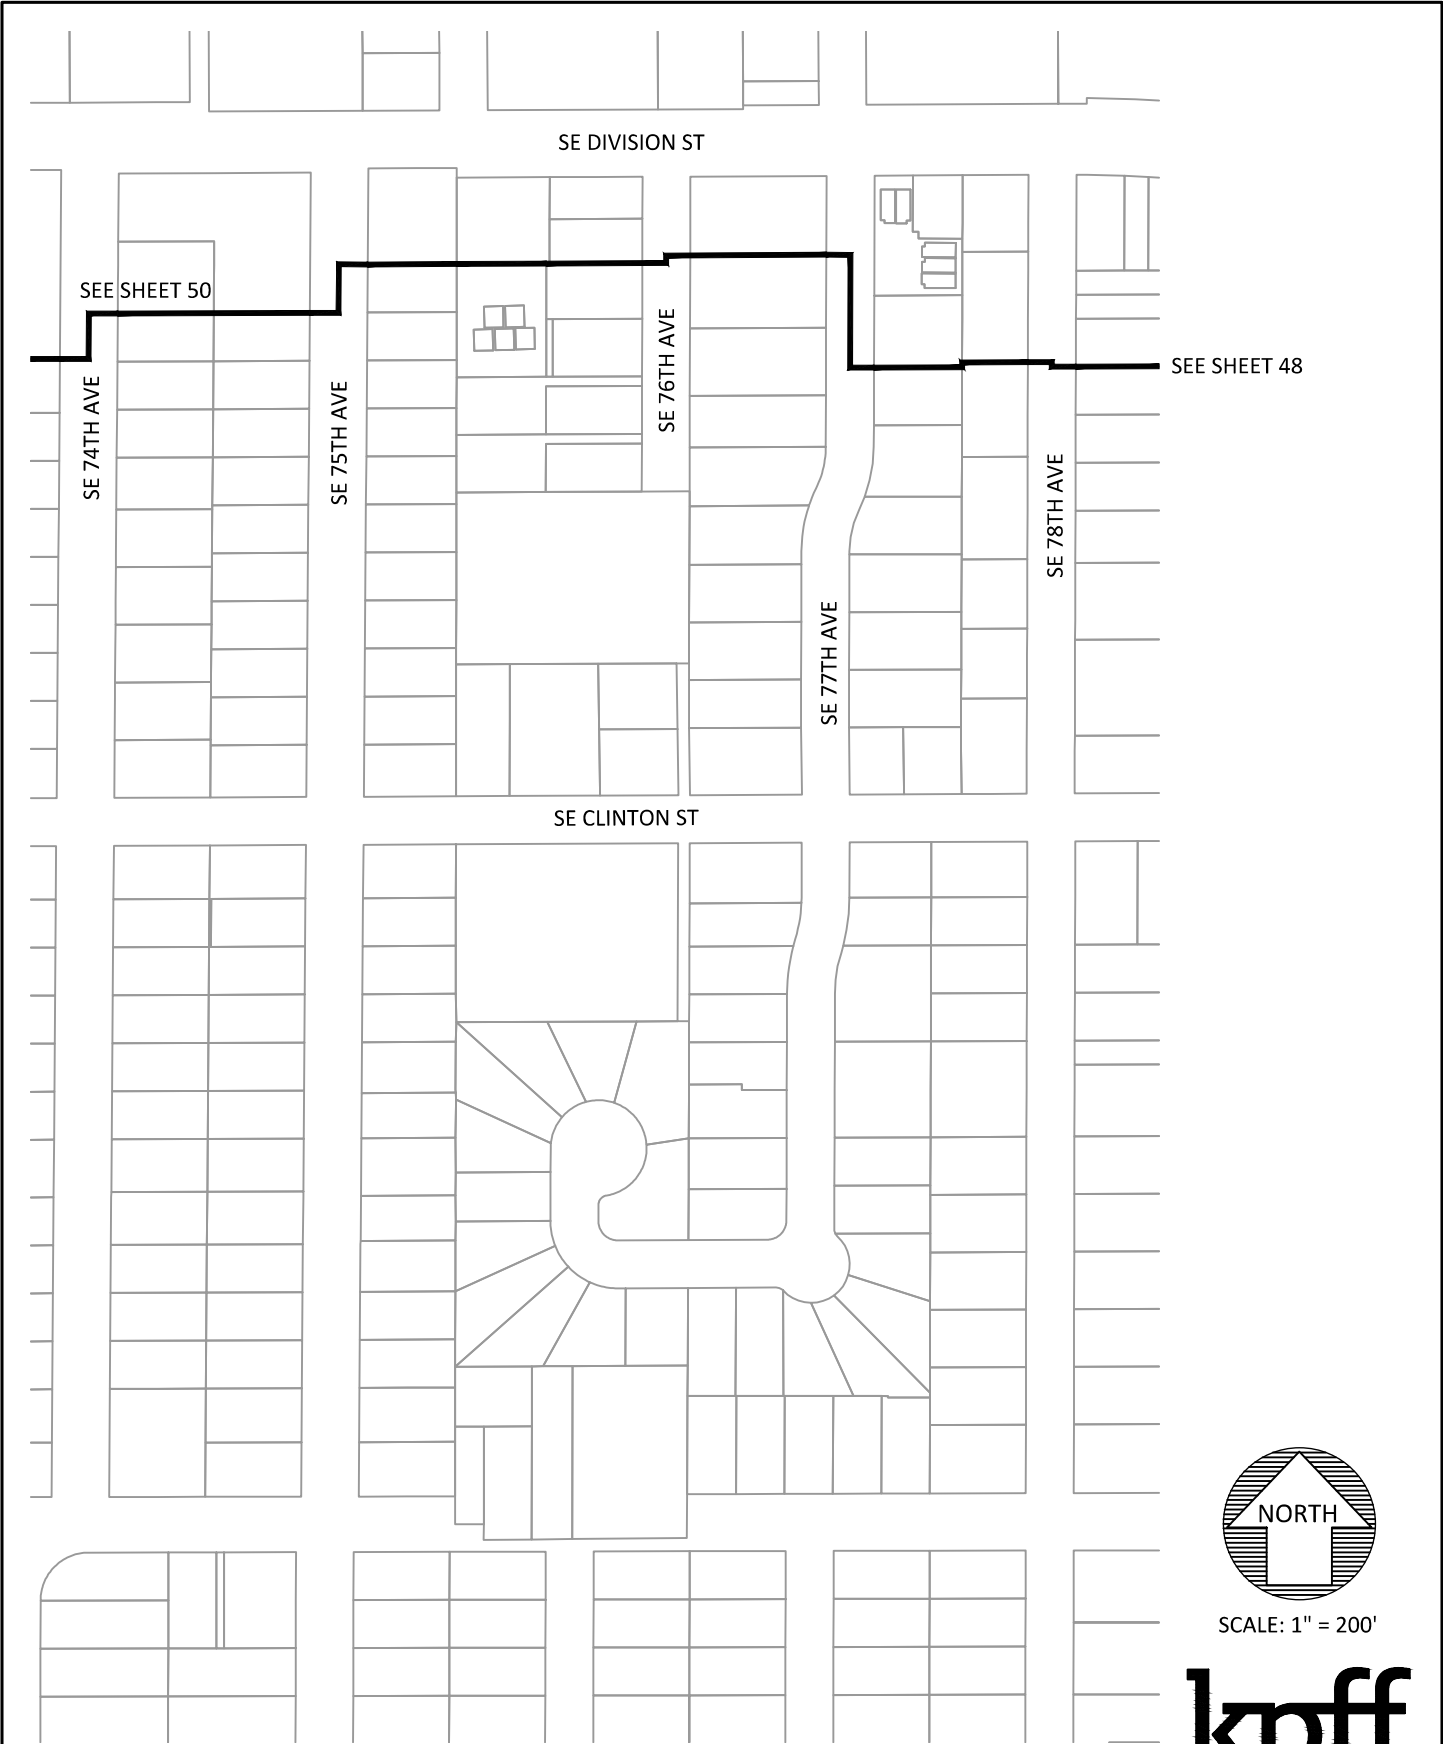 SE DIVISION ST
SEE SHEET 50
SE 76TH AVE
SEE SHEET 48
SE 74TH AVE
SE 75TH AVE
SE 78TH AVE
SE 77TH AVE
SE CLINTON ST
NORTH
SCALE: 1" = 200'
kpff